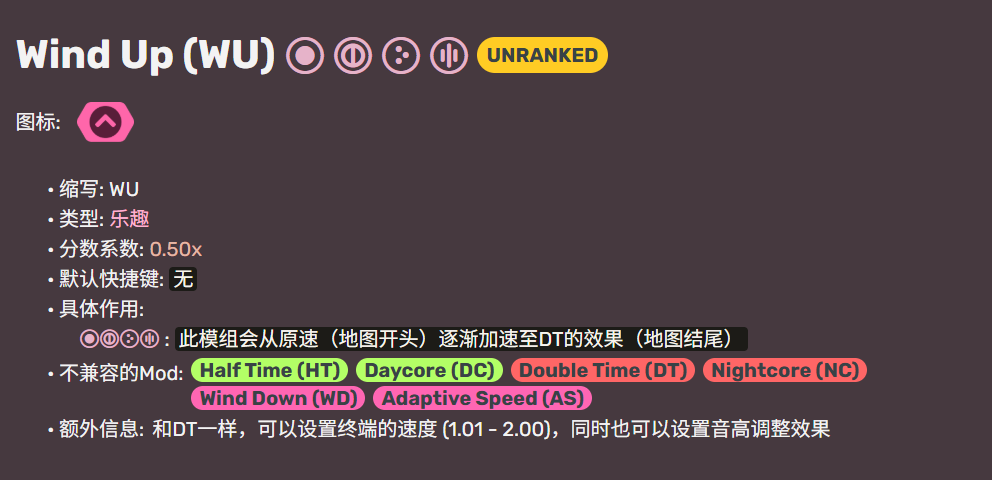 Wind Up (WU) UNRANKED
图标:
• 缩写: WU
• 类型: 乐趣
• 分数系数: 0.50x
• 默认快捷键: 无
• 具体作用:
: 此模组会从原速（地图开头）逐渐加速至DT的效果（地图结尾）
• 不兼容的Mod: Half Time (HT) Daycore (DC) Double Time (DT) Nightcore (NC)
Wind Down (WD) Adaptive Speed (AS)
• 额外信息: 和DT一样，可以设置终端的速度 (1.01 - 2.00)，同时也可以设置音高调整效果